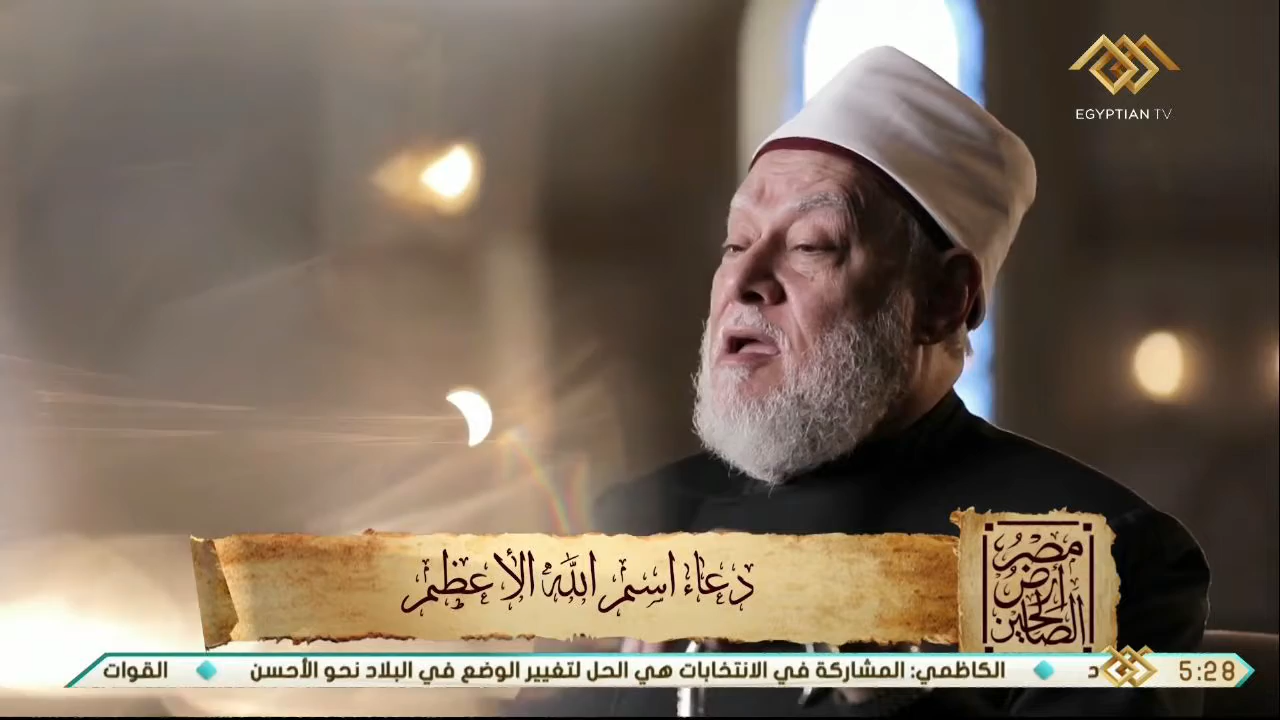 EGYPTIAN TV
دعاء اسم الله الأعظم
مصر
أرض
الصالحين
5:28
د ◆ الكاظمي: المشاركة في الانتخابات هي الحل لتغيير الوضع في البلاد نحو الأحسن ◆ القوات